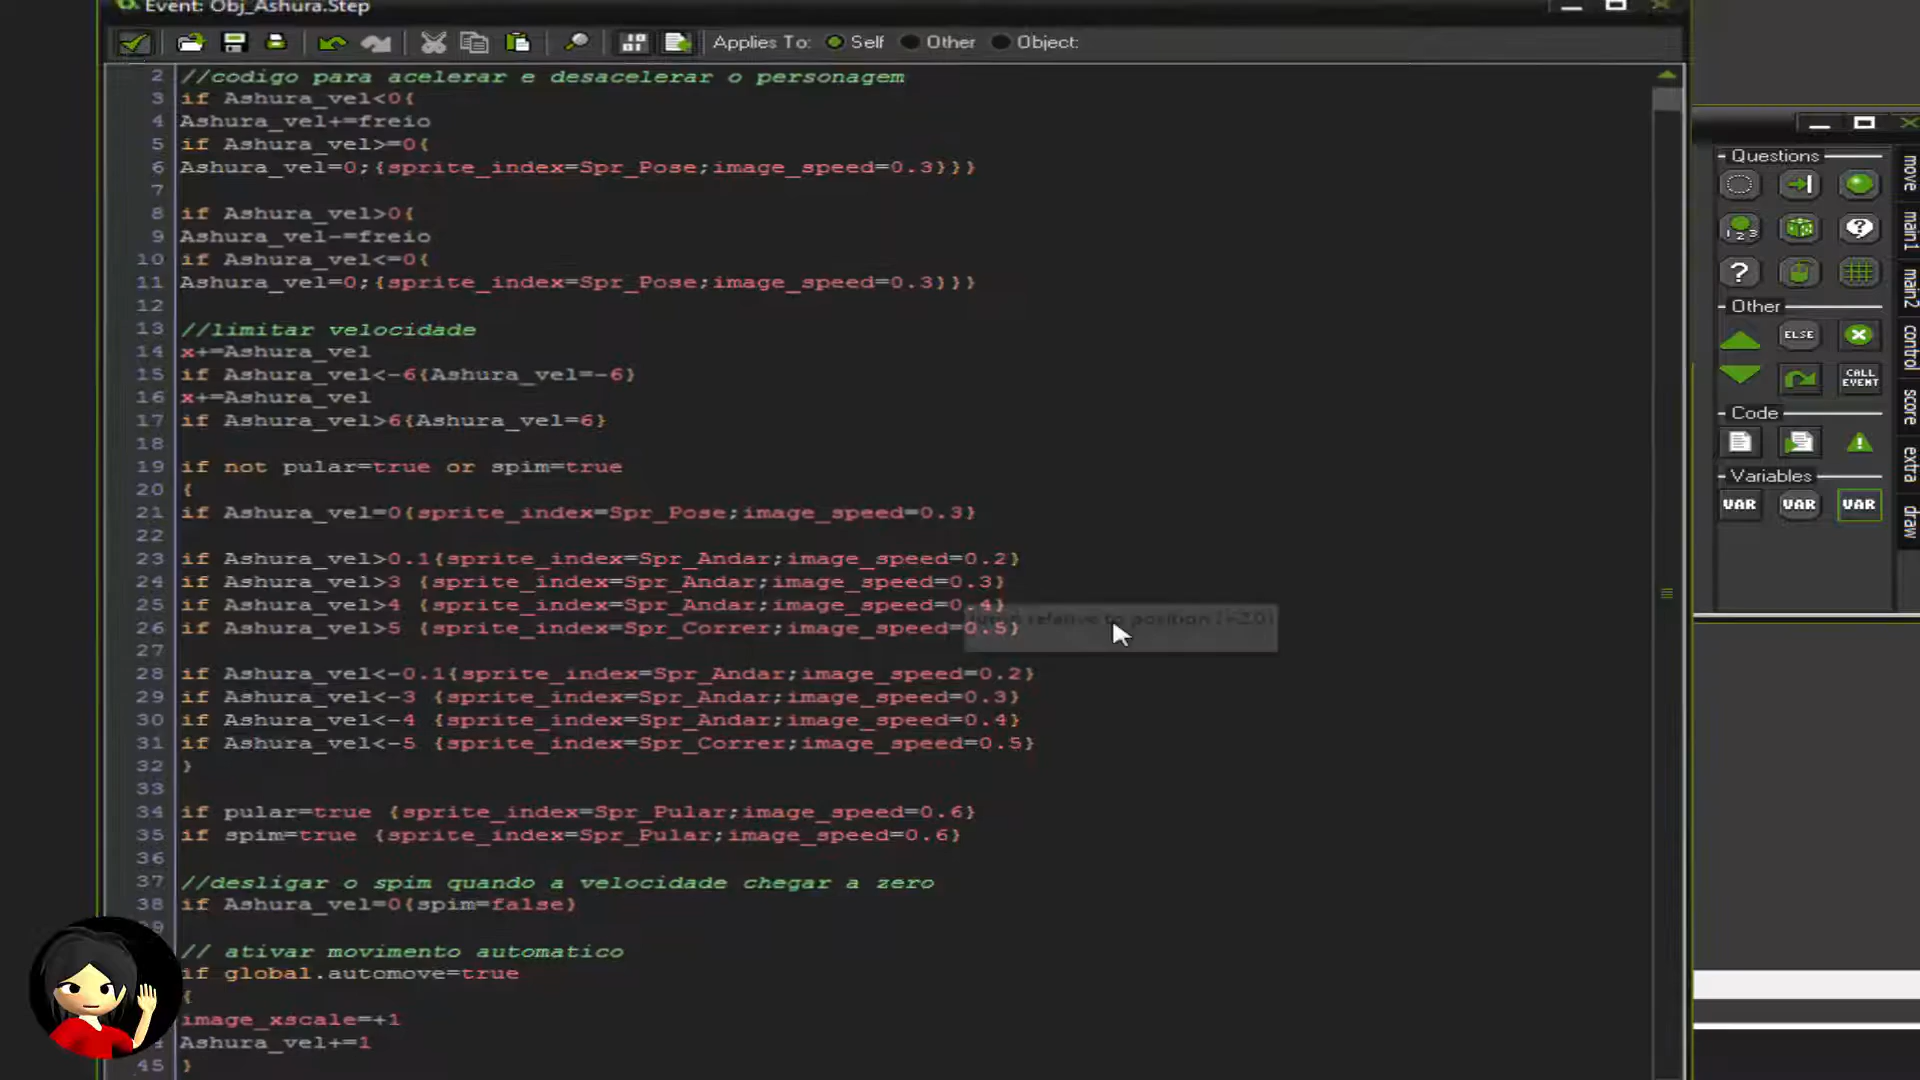 Event: Obj_Ashura.Step
Applies To: Self Other Object:
2 //codigo para acelerar e desacelerar o personagem
3 if Ashura_vel<0{
4 Ashura_vel+=freio
5 if Ashura_vel>=0{
6 Ashura_vel=0;{sprite_index=Spr_Pose;image_speed=0.3}}}
7
8 if Ashura_vel>0{
9 Ashura_vel-=freio
10 if Ashura_vel<=0{
11 Ashura_vel=0;{sprite_index=Spr_Pose;image_speed=0.3}}}
12
13 //limitar velocidade
14 x+=Ashura_vel
15 if Ashura_vel<-6{Ashura_vel=-6}
16 x+=Ashura_vel
17 if Ashura_vel>6{Ashura_vel=6}
18
19 if not pular=true or spim=true
20 {
21 if Ashura_vel=0{sprite_index=Spr_Pose;image_speed=0.3}
22
23 if Ashura_vel>0.1{sprite_index=Spr_Andar;image_speed=0.2}
24 if Ashura_vel>3 {sprite_index=Spr_Andar;image_speed=0.3}
25 if Ashura_vel>4 {sprite_index=Spr_Andar;image_speed=0.4}
26 if Ashura_vel>5 {sprite_index=Spr_Correr;image_speed=0.5}
relative to position
27
28 if Ashura_vel<-0.1{sprite_index=Spr_Andar;image_speed=0.2}
29 if Ashura_vel<-3 {sprite_index=Spr_Andar;image_speed=0.3}
30 if Ashura_vel<-4 {sprite_index=Spr_Andar;image_speed=0.4}
31 if Ashura_vel<-5 {sprite_index=Spr_Correr;image_speed=0.5}
32 }
33
34 if pular=true {sprite_index=Spr_Pular;image_speed=0.6}
35 if spim=true {sprite_index=Spr_Pular;image_speed=0.6}
36
37 //desligar o spim quando a velocidade chegar a zero
38 if Ashura_vel=0{spim=false}
// ativar movimento automatico
if global.automove=true
{
image_xscale=+1
Ashura_vel+=1
45 }
Questions
1 2 3
?
?
Other
ELSE
CALL
EVENT
Code
Variables
VAR VAR VAR
move
main1
main2
control
score
extra
draw